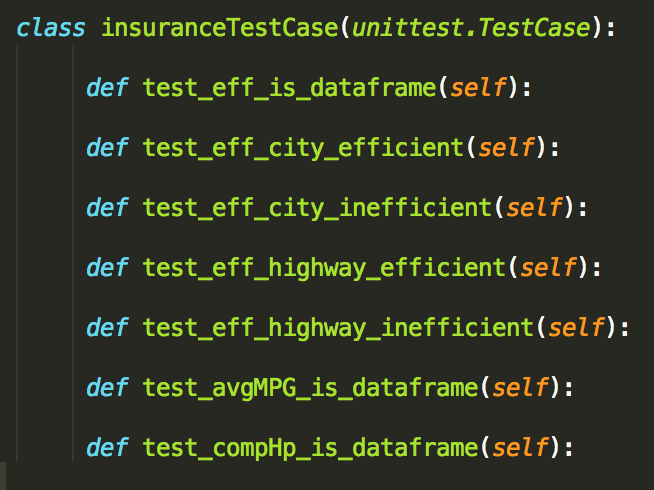 class insuranceTestCase(unittest.TestCase):
def test_eff_is_dataframe(self):
def test_eff_city_efficient(self):
def test_eff_city_inefficient(self):
def test_eff_highway_efficient(self):
def test_eff_highway_inefficient(self):
def test_avgMPG_is_dataframe(self):
def test_compHp_is_dataframe(self):